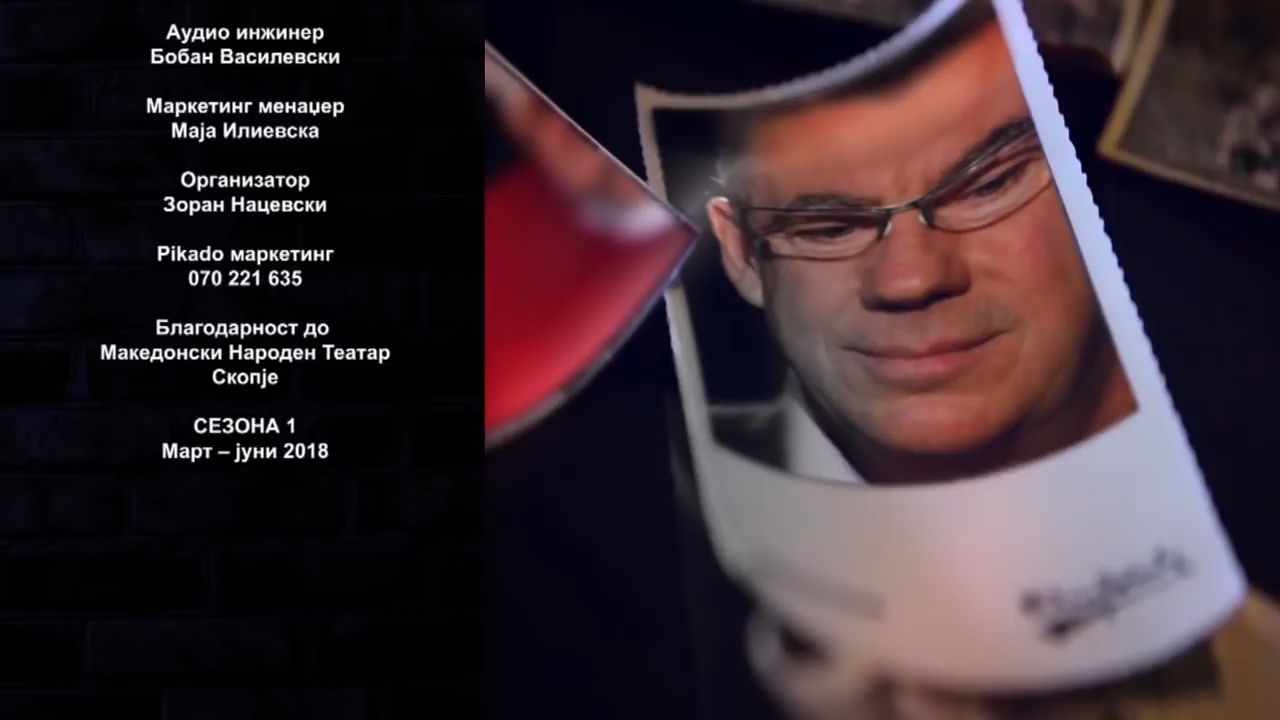 Аудио инжинер
Бобан Василевски
Маркетинг менаџер
Маја Илиевска
Организатор
Зоран Нацевски
Pikado маркетинг
070 221 635
Благодарност до
Македонски Народен Театар
Скопје
СЕЗОНА 1
Март – јуни 2018